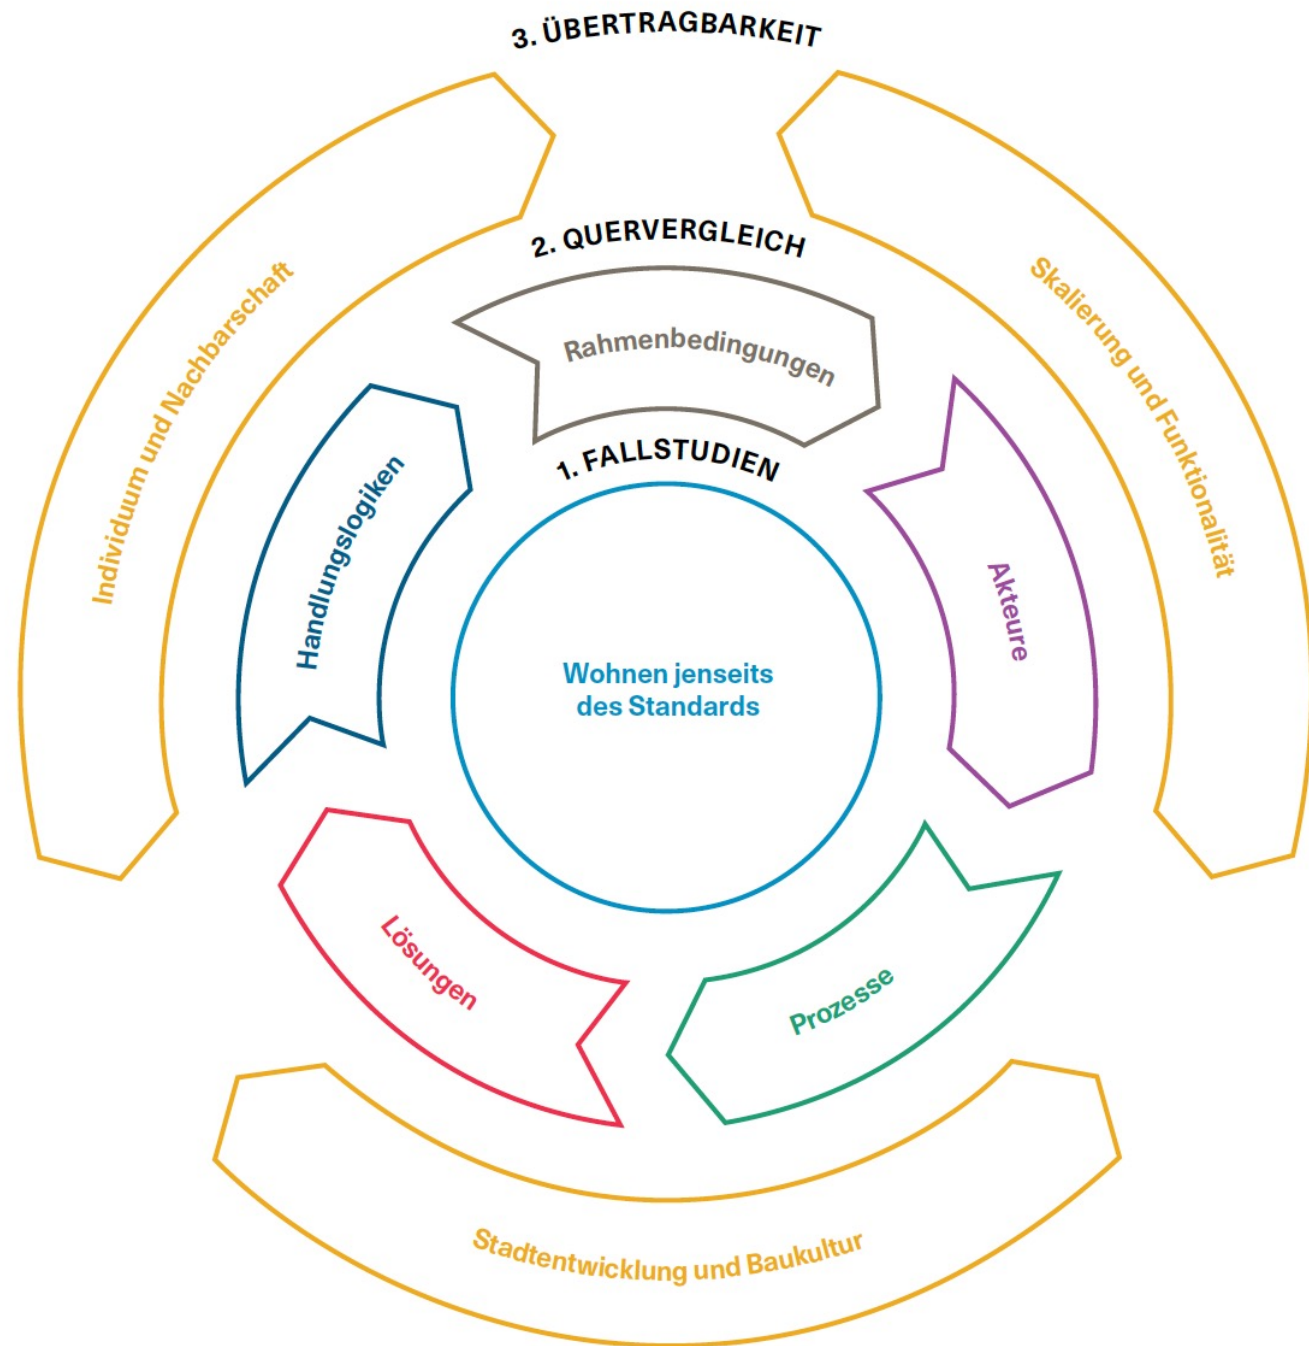 3. ÜBERTRAGBARKEIT
Individuum und Nachbarschaft
Skalierung und Funktionalität
Stadtentwicklung und Baukultur
2. QUERVERGLEICH
Rahmenbedingungen
Akteure
Prozesse
Lösungen
Handlungslogiken
1. FALLSTUDIEN
Wohnen jenseits
des Standards